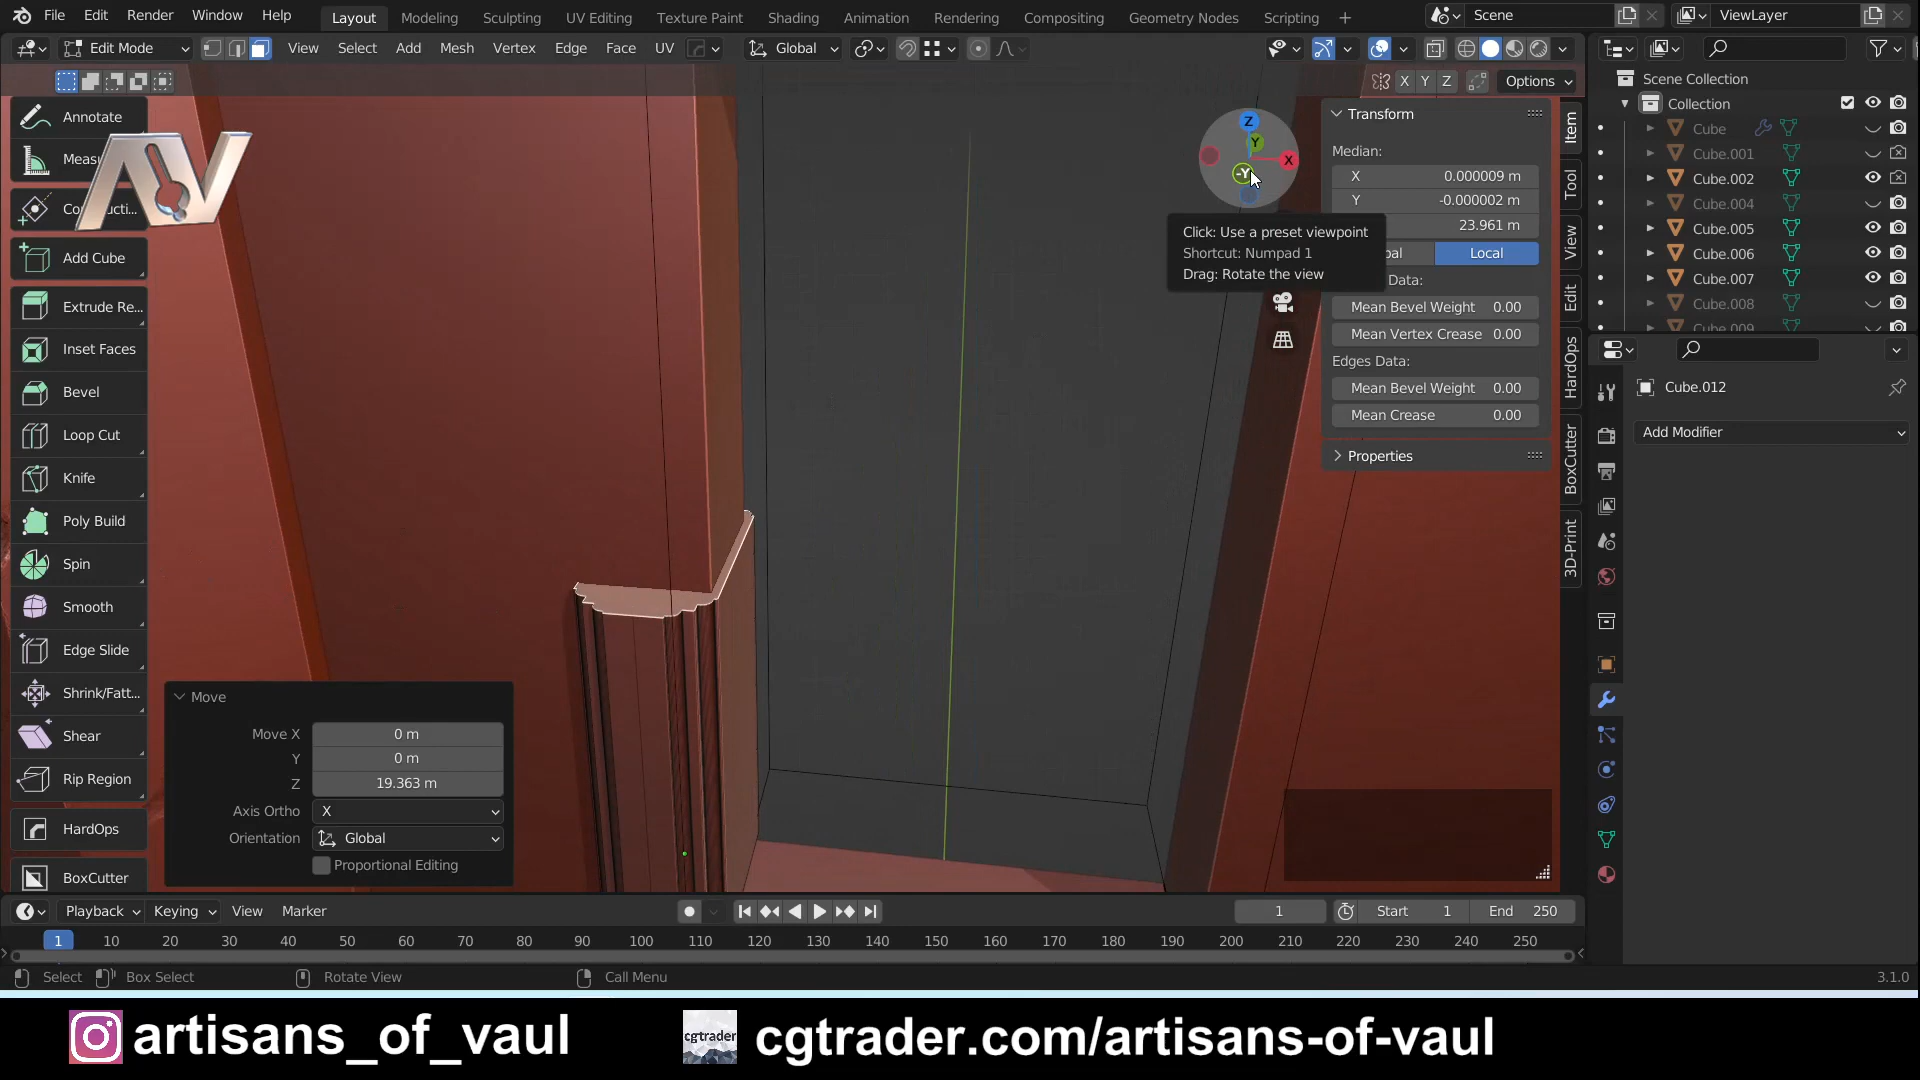 File Edit Render Window Help Layout Modeling Sculpting UV Editing Texture Paint Shading Animation Rendering Compositing Geometry Nodes Scripting + Scene ViewLayer
Edit Mode View Select Add Mesh Vertex Edge Face UV Global
X Y Z Options
Scene Collection
Collection
Cube
Cube.001
Cube.002
Cube.004
Cube.005
Cube.006
Cube.007
Cube.008
Cube.009
Annotate
Meas
Co
Add Cube
Extrude Re...
Inset Faces
Bevel
Loop Cut
Knife
Poly Build
Spin
Smooth
Edge Slide
Shrink/Fatt...
Shear
Rip Region
HardOps
BoxCutter
AV
Z
Y
X
-Y
Click: Use a preset viewpoint
Shortcut: Numpad 1
Drag: Rotate the view
Transform
Median:
X 0.000009 m
Y -0.000002 m
23.961 m
bal Local
Data:
Mean Bevel Weight 0.00
Mean Vertex Crease 0.00
Edges Data:
Mean Bevel Weight 0.00
Mean Crease 0.00
Properties
Item
Tool
View
Edit
HardOps
BoxCutter
3D-Print
Cube.012
Add Modifier
Move
Move X 0 m
Y 0 m
Z 19.363 m
Axis Ortho X
Orientation Global
Proportional Editing
Playback Keying View Marker 1 Start 1 End 250
1 10 20 30 40 50 60 70 80 90 100 110 120 130 140 150 160 170 180 190 200 210 220 230 240 250
Select Box Select Rotate View Call Menu 3.1.0
artisans_of_vaul cgtrader cgtrader.com/artisans-of-vaul